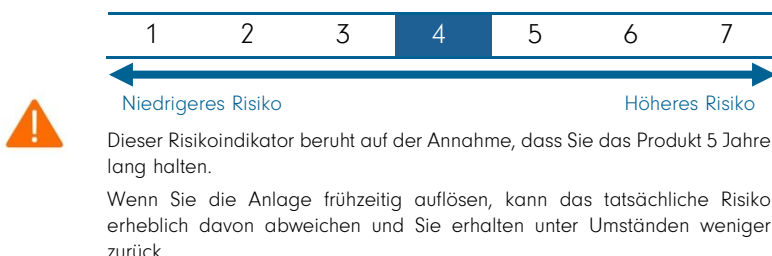 1 2 3 4 5 6 7
Niedrigeres Risiko Höheres Risiko
Dieser Risikoindikator beruht auf der Annahme, dass Sie das Produkt 5 Jahre
lang halten.
Wenn Sie die Anlage frühzeitig auflösen, kann das tatsächliche Risiko
erheblich davon abweichen und Sie erhalten unter Umständen weniger
zurück